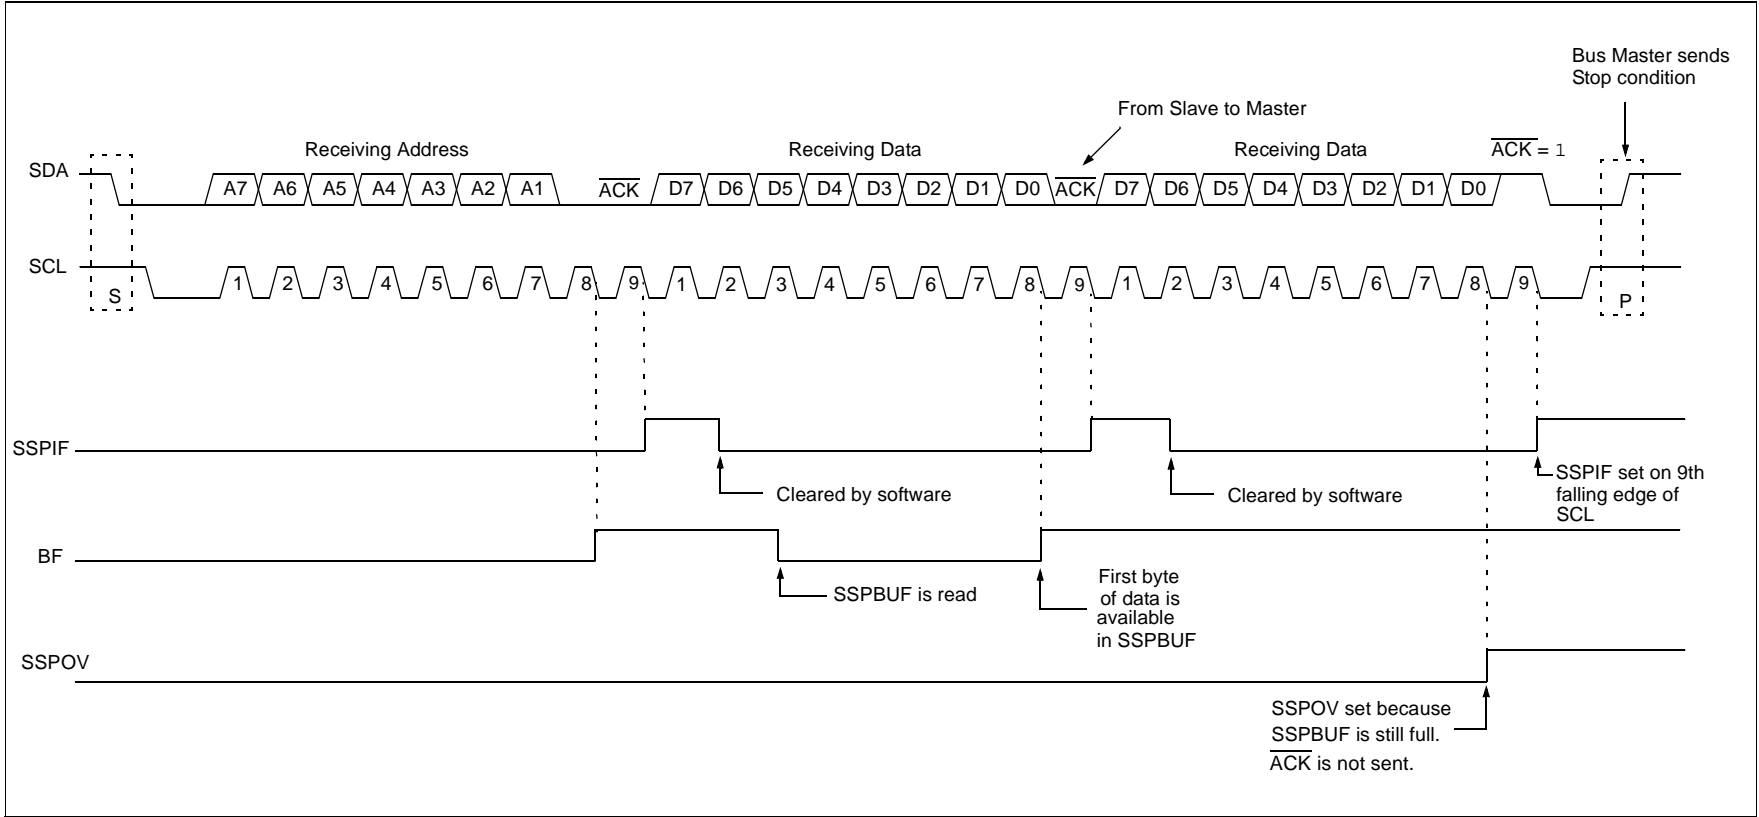 Bus Master sends
Stop condition
From Slave to Master
Receiving Address
Receiving Data
Receiving Data
ACK = 1
SDA
A7 A6 A5 A4 A3 A2 A1 ACK D7 D6 D5 D4 D3 D2 D1 D0 ACK D7 D6 D5 D4 D3 D2 D1 D0
SCL
S
1 2 3 4 5 6 7 8 9 1 2 3 4 5 6 7 8 9 1 2 3 4 5 6 7 8 9
P
SSPIF
Cleared by software
Cleared by software
SSPIF set on 9th
falling edge of
SCL
BF
SSPBUF is read
First byte
of data is
available
in SSPBUF
SSPOV
SSPOV set because
SSPBUF is still full.
ACK is not sent.